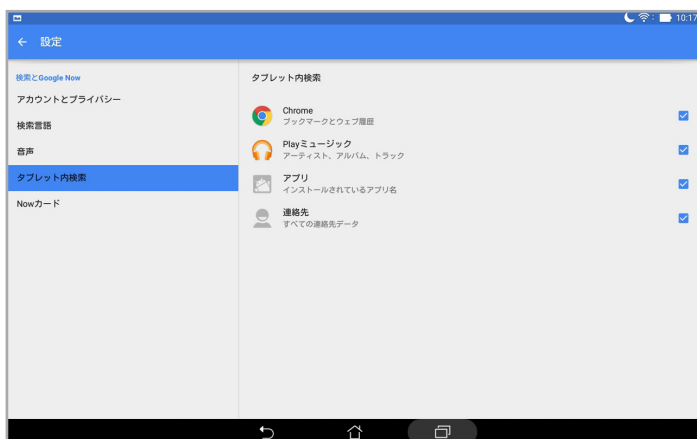 10:17
設定
検索とGoogle Now
アカウントとプライバシー
検索言語
音声
タブレット内検索
Nowカード
タブレット内検索
Chrome
ブックマークとウェブ履歴
Playミュージック
アーティスト、アルバム、トラック
アプリ
インストールされているアプリ名
連絡先
すべての連絡先データ